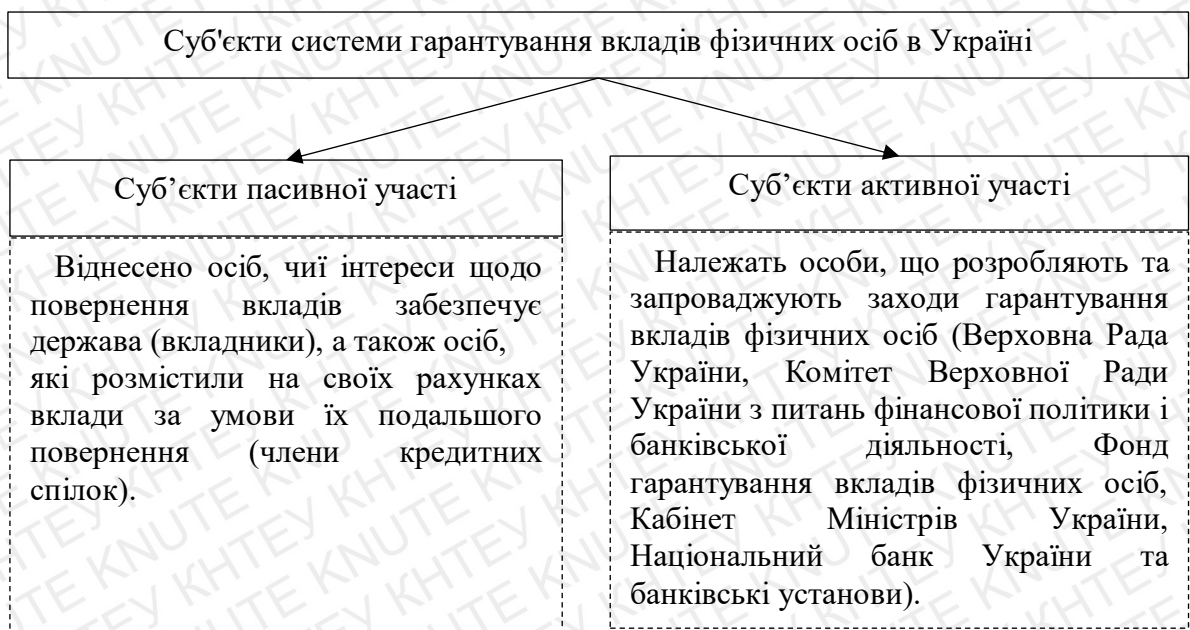 Суб'єкти системи гарантування вкладів фізичних осіб в Україні
Суб’єкти пасивної участі
Віднесено осіб, чиї інтереси щодо
повернення вкладів забезпечує
держава (вкладники), а також осіб,
які розмістили на своїх рахунках
вклади за умови їх подальшого
повернення (члени кредитних
спілок).
Суб’єкти активної участі
Належать особи, що розробляють та
запроваджують заходи гарантування
вкладів фізичних осіб (Верховна Рада
України, Комітет Верховної Ради
України з питань фінансової політики і
банківської діяльності, Фонд
гарантування вкладів фізичних осіб,
Кабінет Міністрів України,
Національний банк України та
банківські установи).